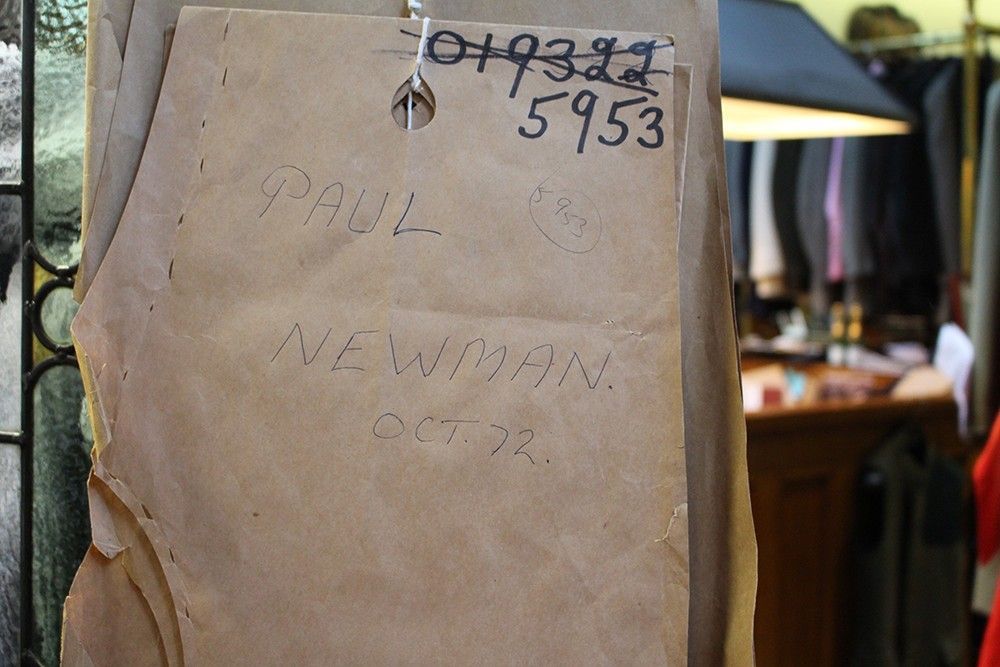 019322
5953
PAUL
5953
NEWMAN.
OCT. 72.